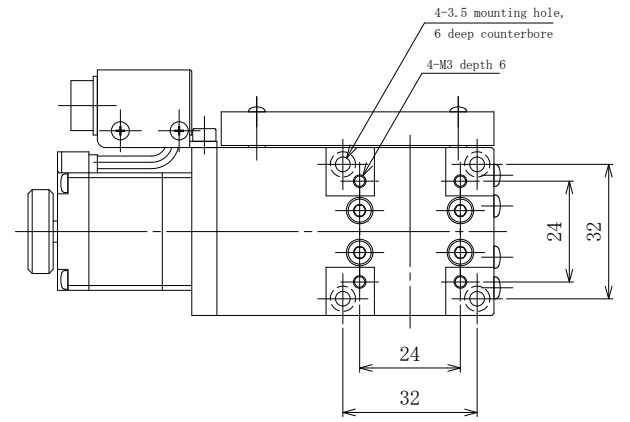 4-3.5 mounting hole,
6 deep counterbore
4-M3 depth 6
24
32
24
32